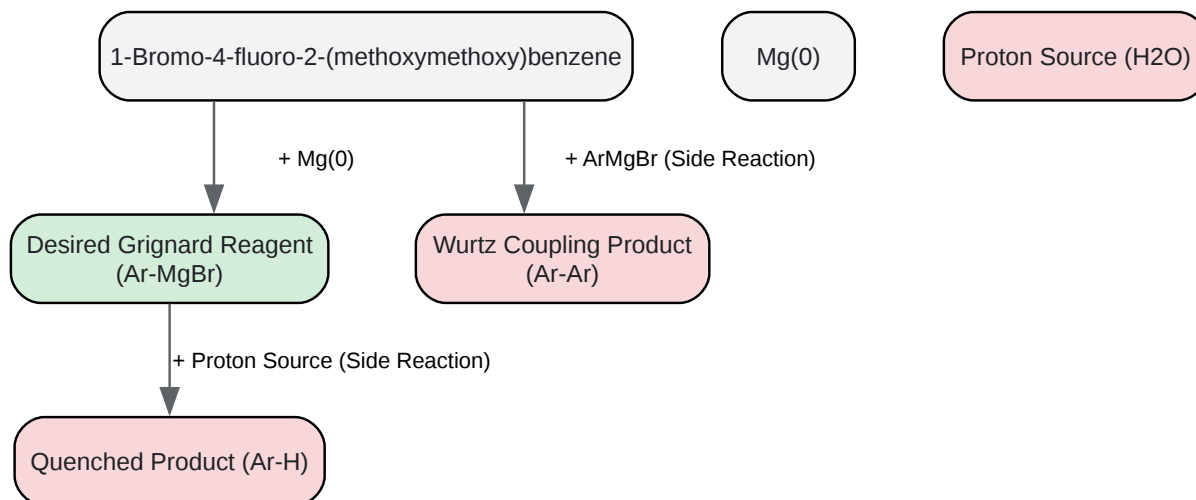 1-Bromo-4-fluoro-2-(methoxymethoxy)benzene
Mg(0)
Proton Source (H2O)
+ Mg(0)
+ ArMgBr (Side Reaction)
Desired Grignard Reagent
(Ar-MgBr)
Wurtz Coupling Product
(Ar-Ar)
+ Proton Source (Side Reaction)
Quenched Product (Ar-H)